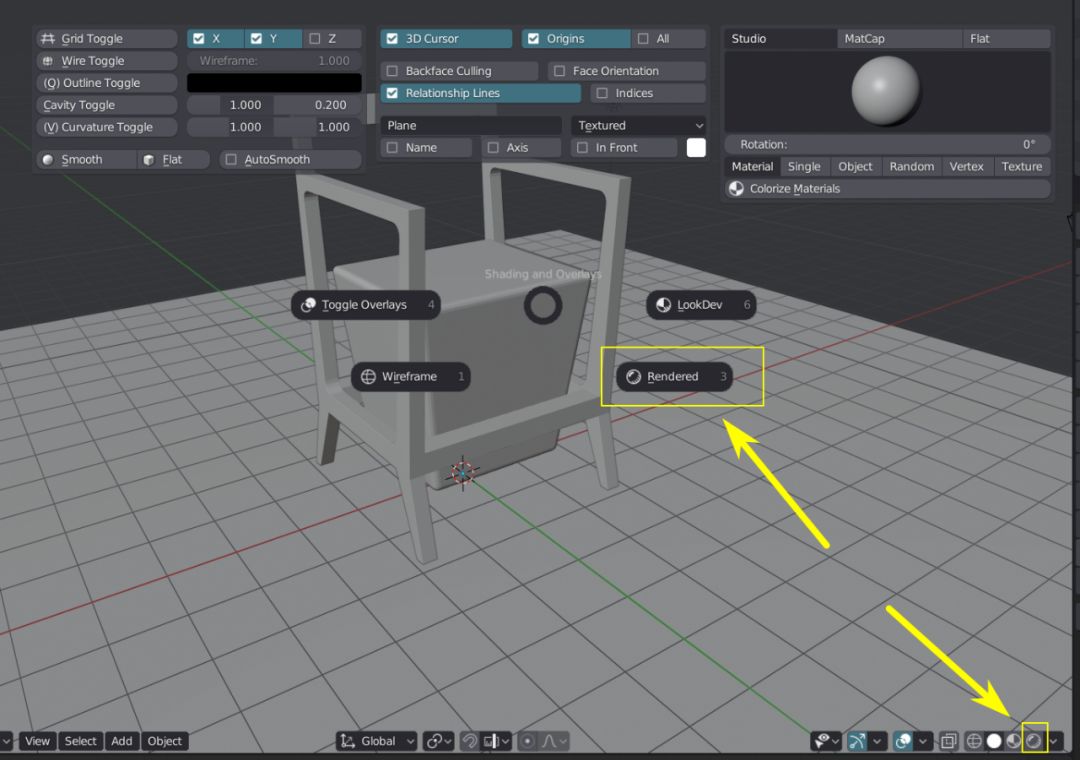 Grid Toggle
Wire Toggle
(Q) Outline Toggle
Cavity Toggle
(V) Curvature Toggle
Smooth Flat AutoSmooth
X Y Z
Wireframe: 1.000
1.000 0.200
1.000 1.000
3D Cursor Origins All
Backface Culling Face Orientation
Relationship Lines Indices
Plane Textured
Name Axis In Front
Studio MatCap Flat
Rotation: 0°
Material Single Object Random Vertex Texture
Colorize Materials
Shading and Overlays
Toggle Overlays 4
LookDev 6
Wireframe 1
Rendered 3
View Select Add Object Global